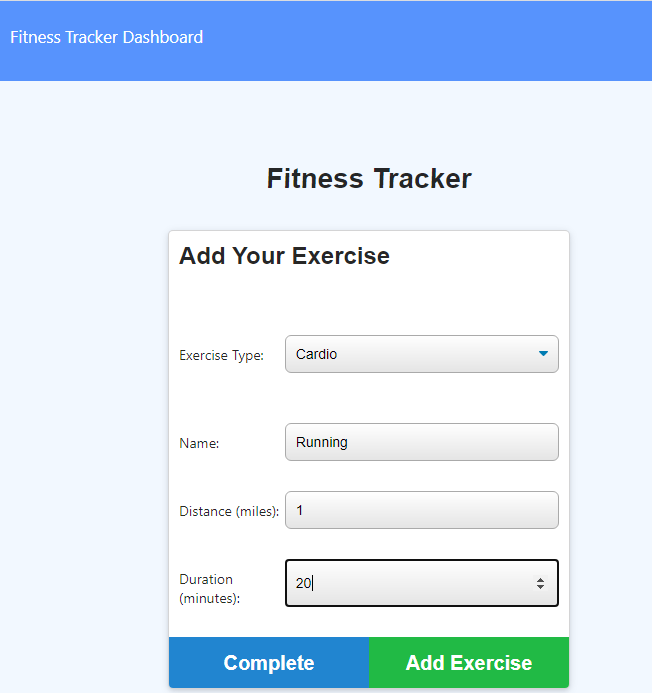 Fitness Tracker Dashboard
Fitness Tracker
Add Your Exercise
Exercise Type: Cardio
Name: Running
Distance (miles): 1
Duration (minutes): 20
Complete Add Exercise